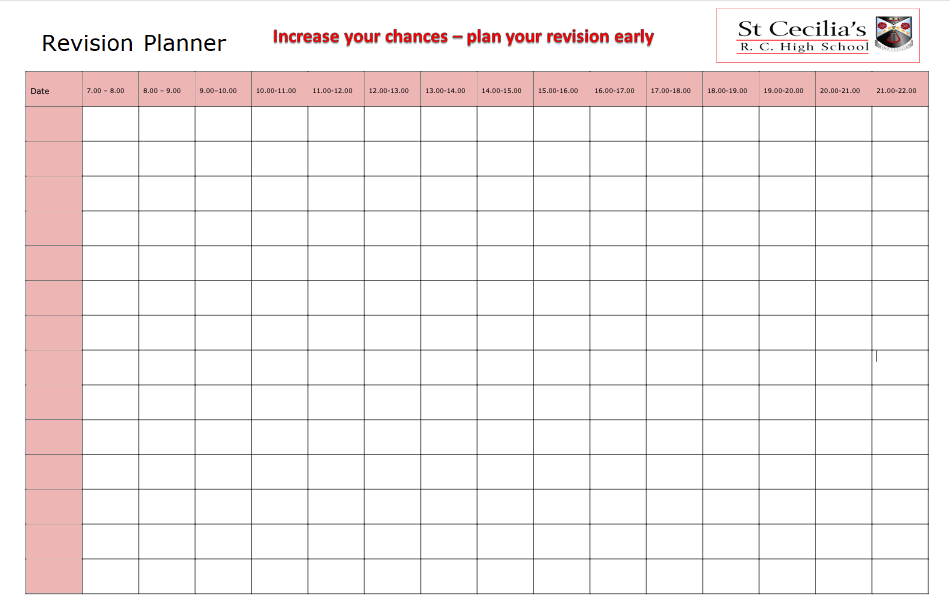 Revision Planner
Increase your chances – plan your revision early
St Cecilia's
R. C. High School
Date 7.00 – 8.00 8.00 – 9.00 9.00–10.00 10.00-11.00 11.00-12.00 12.00-13.00 13.00-14.00 14.00-15.00 15.00-16.00 16.00-17.00 17.00-18.00 18.00-19.00 19.00-20.00 20.00-21.00 21.00-22.00